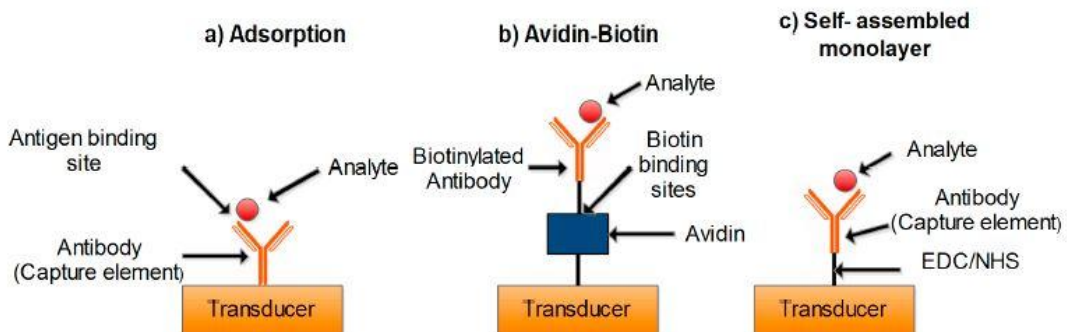 a) Adsorption
Antigen binding
site
Analyte
Antibody
(Capture element)
Transducer
b) Avidin-Biotin
Analyte
Biotinylated
Antibody
Biotin
binding
sites
Avidin
Transducer
c) Self- assembled
monolayer
Analyte
Antibody
(Capture element)
EDC/NHS
Transducer